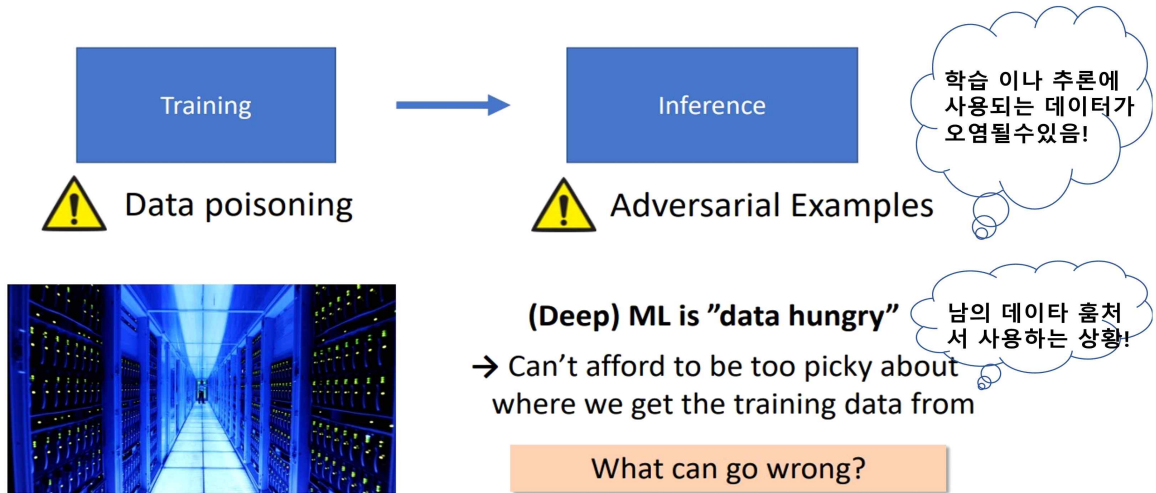 Training
Inference
학습 이나 추론에
사용되는 데이터가
오염될수있음!
Data poisoning
Adversarial Examples
(Deep) ML is ”data hungry”
남의 데이타 훔처
서 사용하는 상황!
→ Can’t afford to be too picky about
where we get the training data from
What can go wrong?